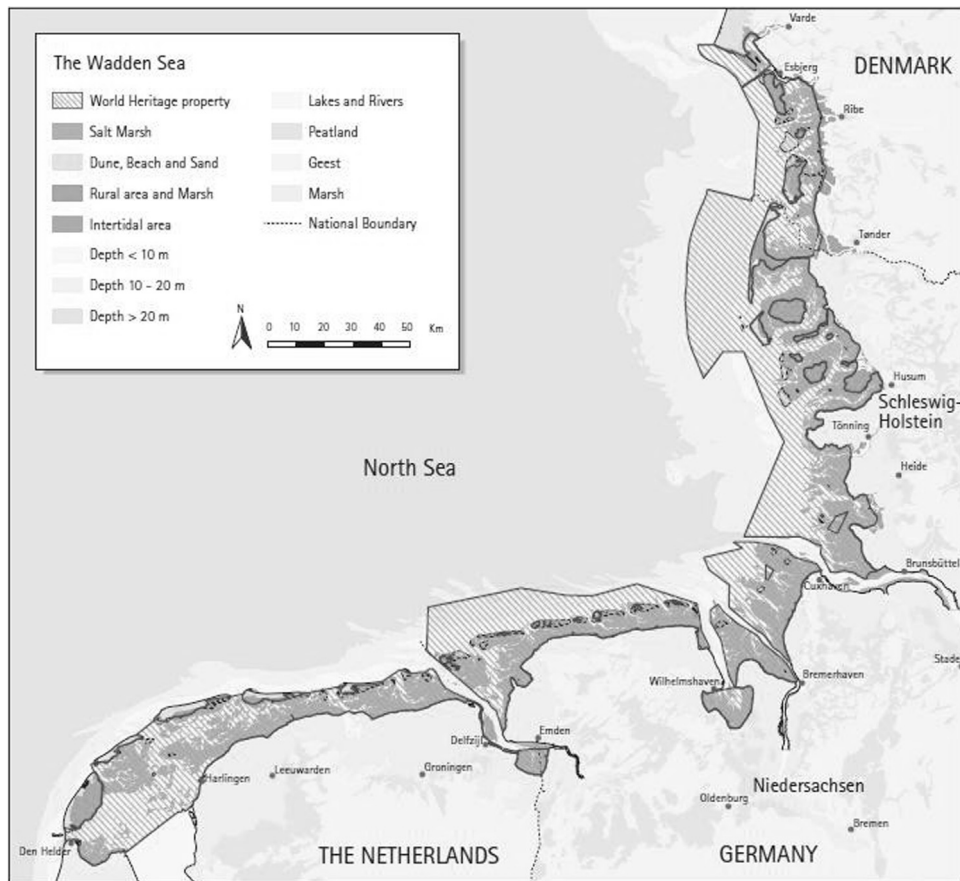 The Wadden Sea
World Heritage property
Salt Marsh
Dune, Beach and Sand
Rural area and Marsh
Intertidal area
Depth < 10 m
Depth 10 - 20 m
Depth > 20 m
Lakes and Rivers
Peatland
Geest
Marsh
National Boundary
N
0 10 20 30 40 50 Km
Varde
Esbjerg
DENMARK
Ribe
Tønder
Husum
Schleswig-
Holstein
Tönning
North Sea
Heide
Brunsbüttel
Cuxhaven
Stade
Wilhelmshaven
Bremerhaven
Emden
Delfzijl
Harlingen
Leeuwarden
Groningen
Niedersachsen
Oldenburg
Bremen
Den Helder
THE NETHERLANDS
GERMANY